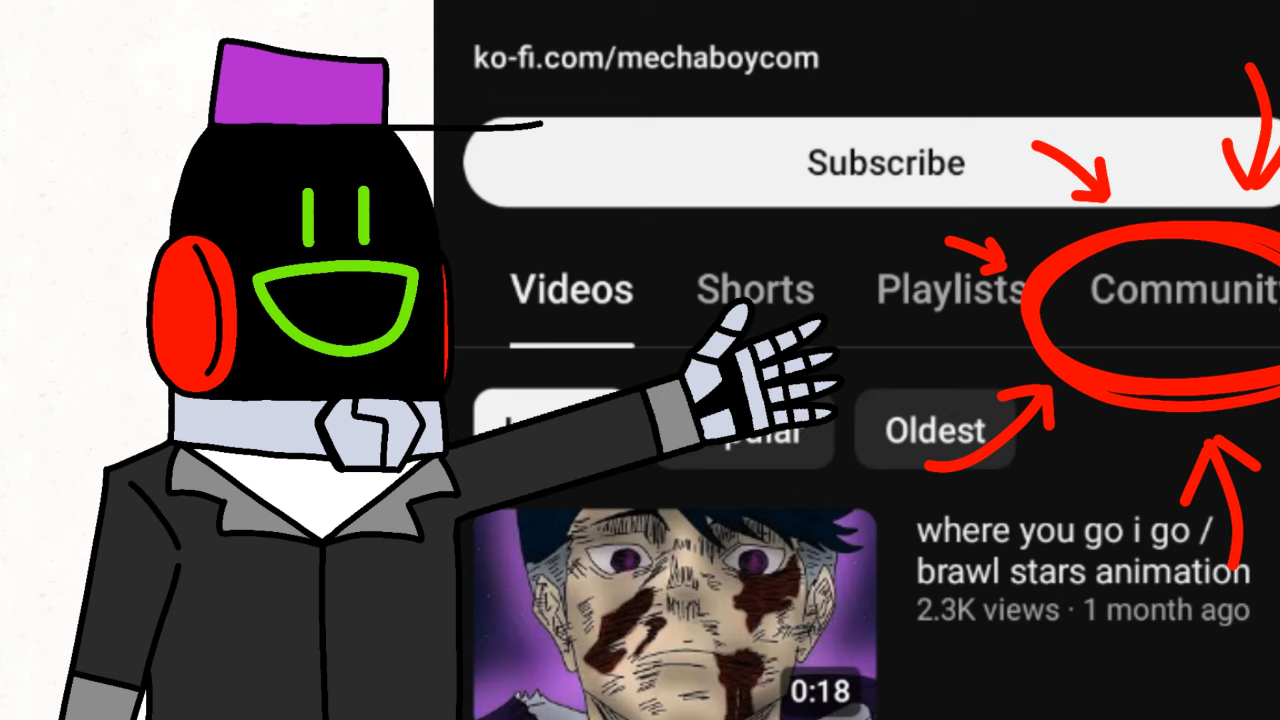 ko-fi.com/mechaboycom
Subscribe
Videos Shorts Playlists Communit
Oldest
where you go i go /
brawl stars animation
2.3K views · 1 month ago
0:18